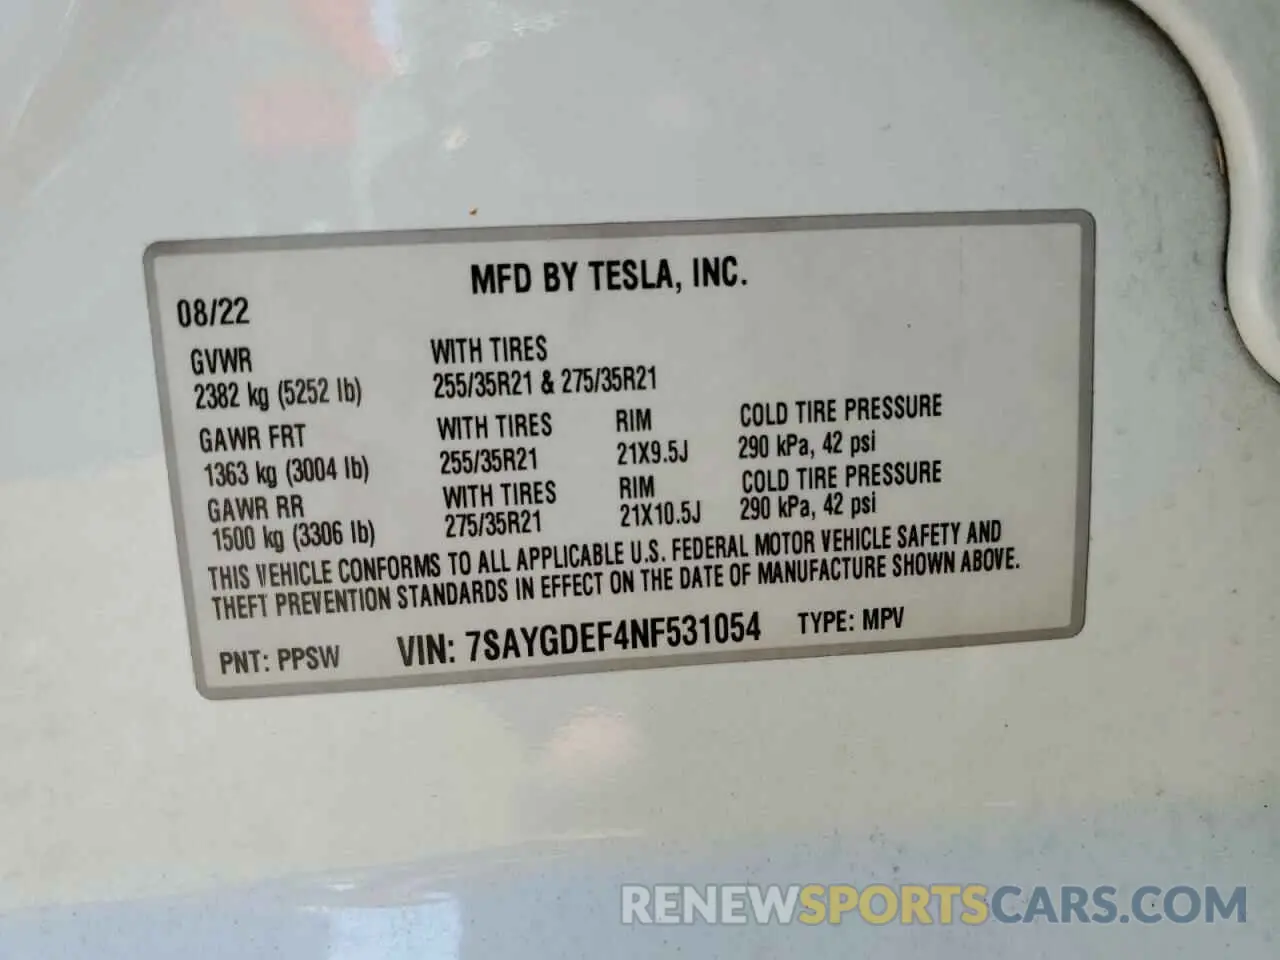 MFD BY TESLA, INC.
08/22
GVWR WITH TIRES
2382 kg (5252 lb) 255/35R21 & 275/35R21
GAWR FRT WITH TIRES RIM COLD TIRE PRESSURE
1363 kg (3004 lb) 255/35R21 21X9.5J 290 kPa, 42 psi
GAWR RR WITH TIRES RIM COLD TIRE PRESSURE
1500 kg (3306 lb) 275/35R21 21X10.5J 290 kPa, 42 psi
THIS VEHICLE CONFORMS TO ALL APPLICABLE U.S. FEDERAL MOTOR VEHICLE SAFETY AND
THEFT PREVENTION STANDARDS IN EFFECT ON THE DATE OF MANUFACTURE SHOWN ABOVE.
PNT: PPSW VIN: 7SAYGDEF4NF531054 TYPE: MPV
RENEWSPORTSCARS.COM